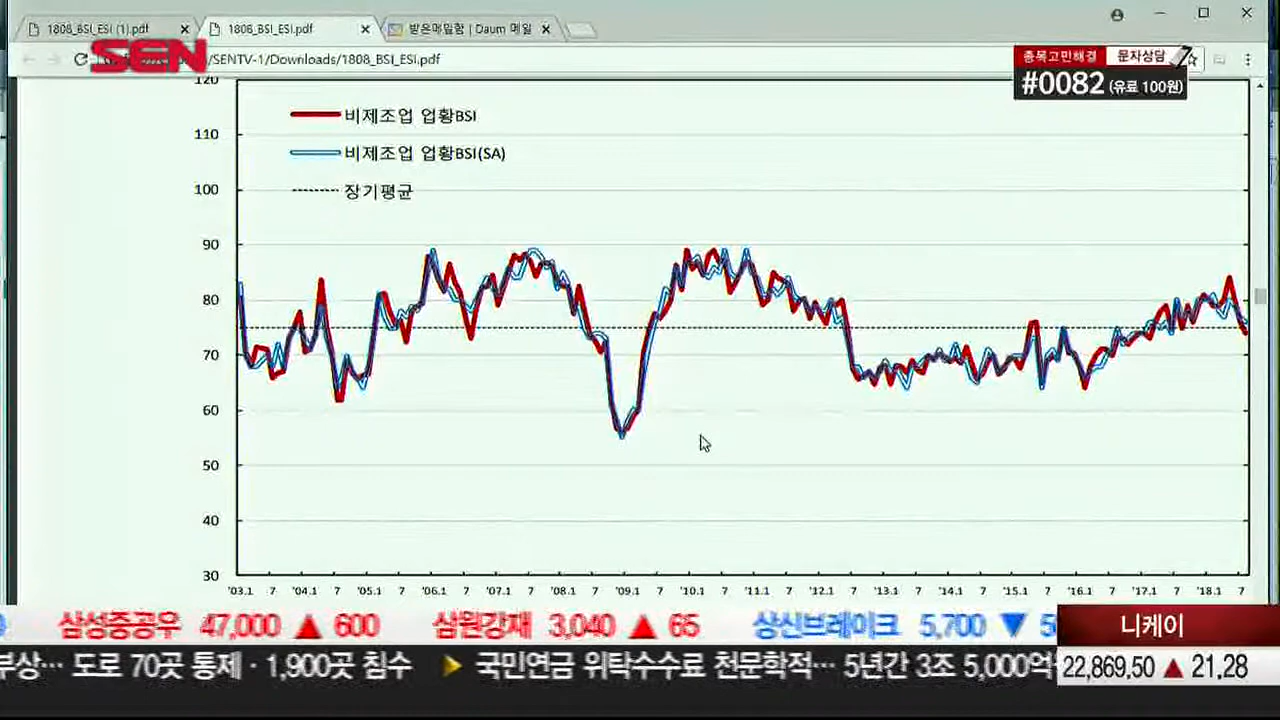 1808_BSI_ESI (1).pdf
1806_BSI_ESI.pdf
받은메일함 | Daum 메일
SEN
/SENTV-1/Downloads/1808_BSI_ESI.pdf
종목고민해결 문자상담
#0082 (유료 100원)
비제조업 업황BSI
비제조업 업황BSI(SA)
장기평균
120
110
100
90
80
70
60
50
40
30
'03.1 7 '04.1 7 '05.1 7 '06.1 7 '07.1 7 '08.1 7 '09.1 7 '10.1 7 '11.1 7 '12.1 7 '13.1 7 '14.1 7 '15.1 7 '16.1 7 '17.1 7 '18.1 7
삼성중공우 47,000 ▲ 600 삼원강재 3,040 ▲ 65 상신브레이크 5,700 ▼
니케이
부상… 도로 70곳 통제 · 1,900곳 침수 ▶ 국민연금 위탁수수료 천문학적… 5년간 3조 5,000억
22,869.50 ▲ 21.28